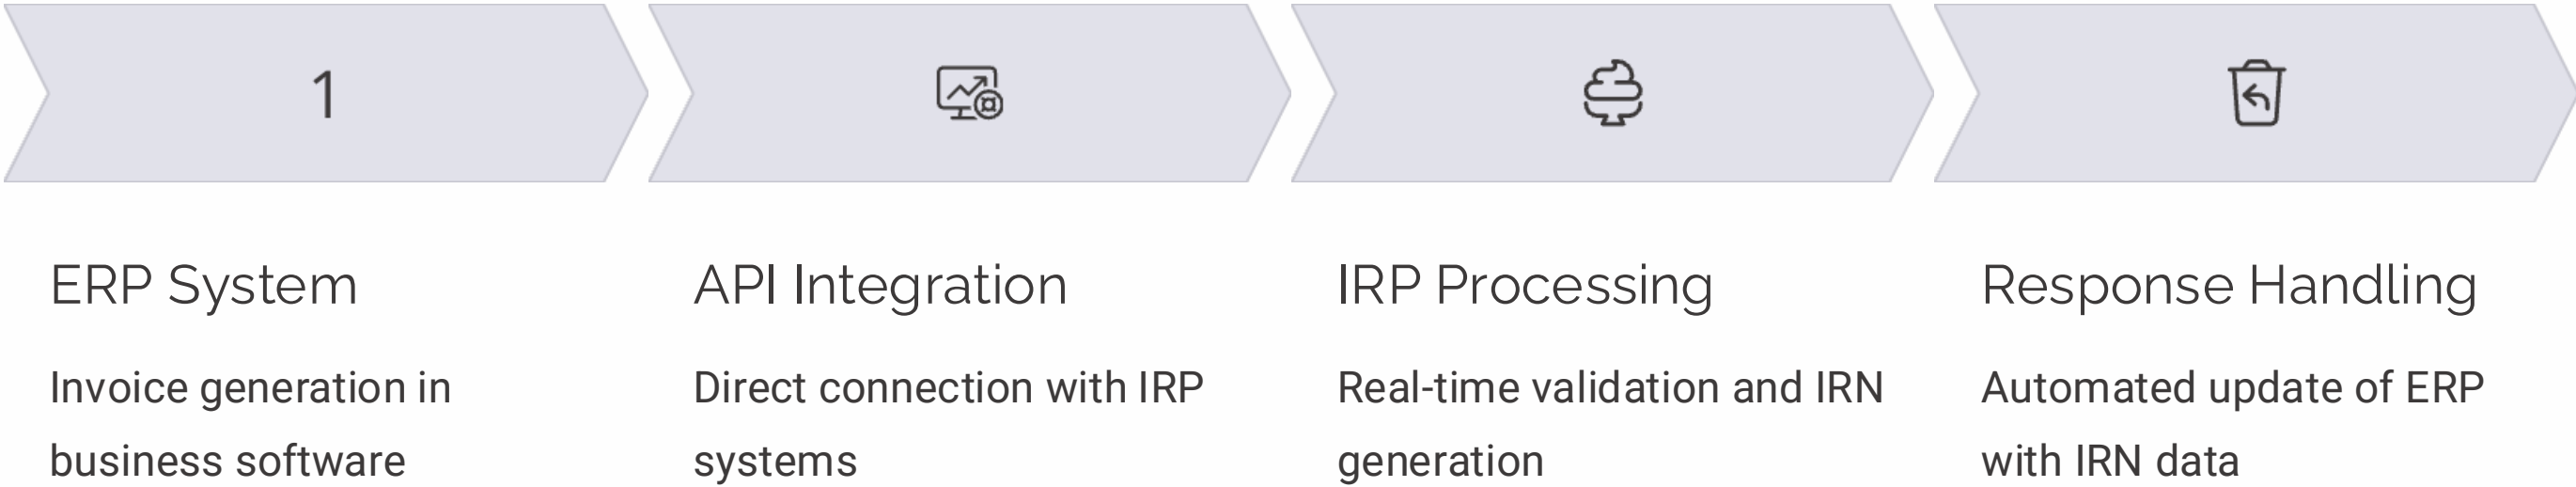 1
ERP System
Invoice generation in
business software
API Integration
Direct connection with IRP
systems
IRP Processing
Real-time validation and IRN
generation
Response Handling
Automated update of ERP
with IRN data